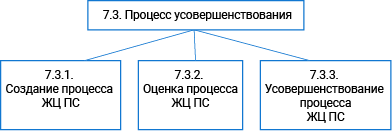 7.3. Процесс усовершенствования
7.3.1.
Создание процесса
ЖЦ ПС
7.3.2.
Оценка процесса
ЖЦ ПС
7.3.3.
Усовершенствование
процесса
ЖЦ ПС